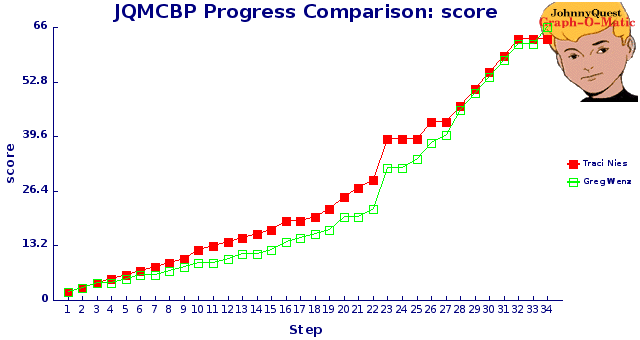 JQMCBP Progress Comparison: score
JohnnyQuest
Graph-O-Matic
66
52.8
39.6
26.4
13.2
0
score
Traci Nies
Greg Wenz
1 2 3 4 5 6 7 8 9 10 11 12 13 14 15 16 17 18 19 20 21 22 23 24 25 26 27 28 29 30 31 32 33 34
Step